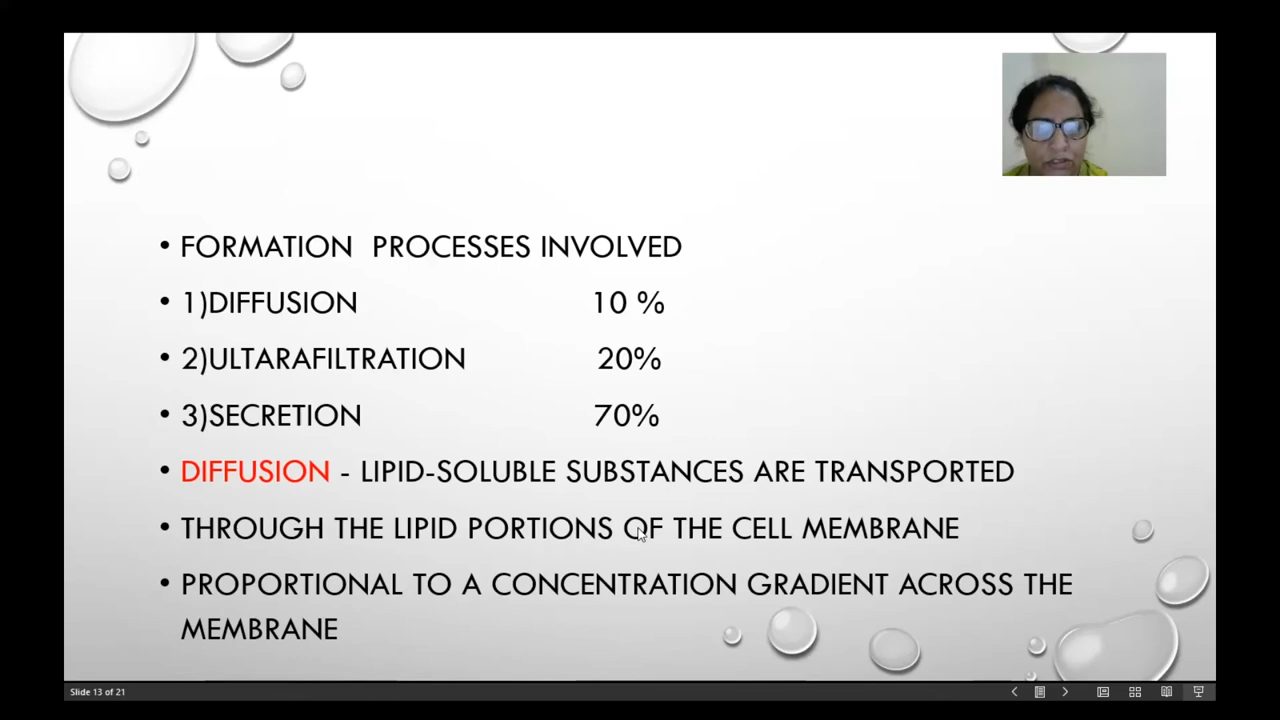 • FORMATION PROCESSES INVOLVED
• 1)DIFFUSION 10 %
• 2)ULTARAFILTRATION 20%
• 3)SECRETION 70%
• DIFFUSION - LIPID-SOLUBLE SUBSTANCES ARE TRANSPORTED
• THROUGH THE LIPID PORTIONS OF THE CELL MEMBRANE
• PROPORTIONAL TO A CONCENTRATION GRADIENT ACROSS THE
MEMBRANE
Slide 13 of 21